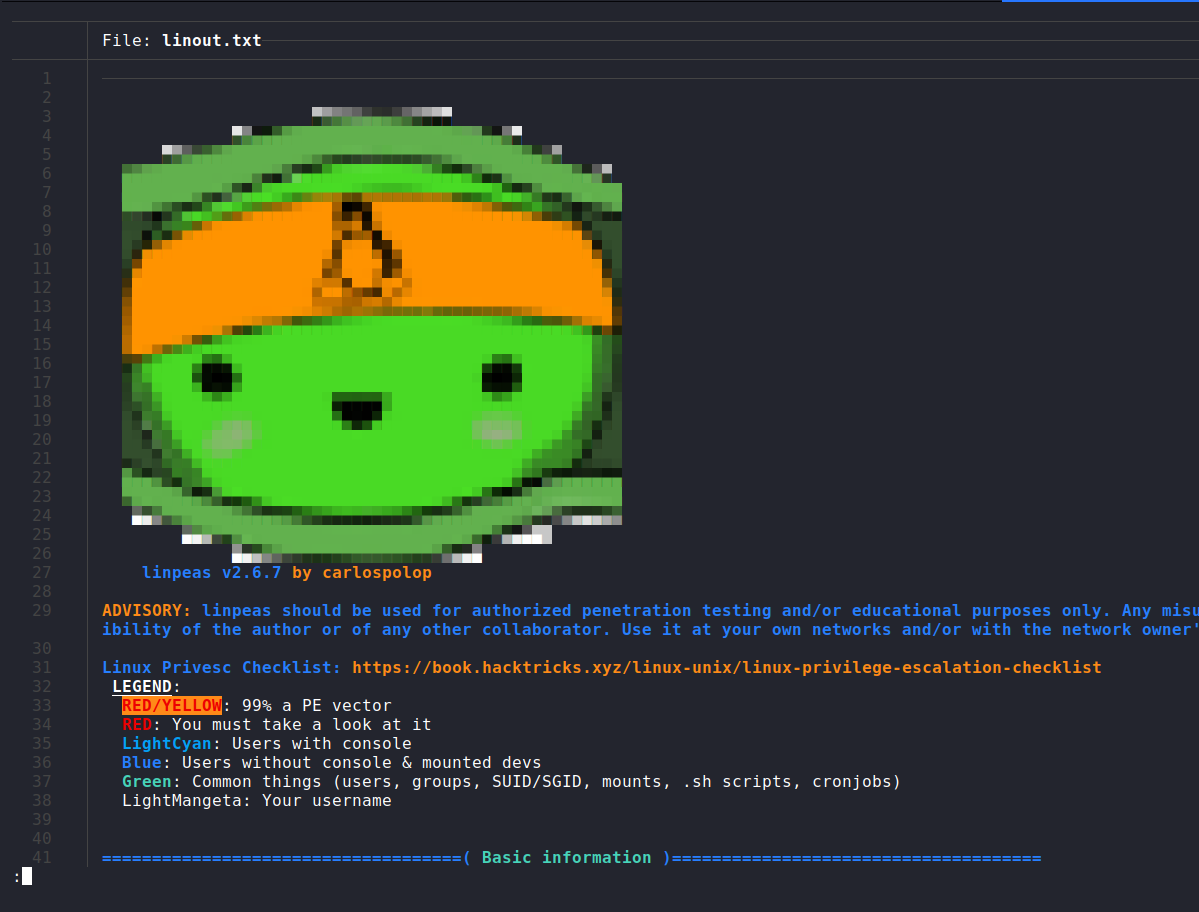 File: linout.txt
1
2
3
4
5
6
7
8
9
10
11
12
13
14
15
16
17
18
19
20
21
22
23
24
25
26
27 linpeas v2.6.7 by carlospolop
28
29 ADVISORY: linpeas should be used for authorized penetration testing and/or educational purposes only. Any misu
ibility of the author or of any other collaborator. Use it at your own networks and/or with the network owner'
30
31 Linux Privesc Checklist: https://book.hacktricks.xyz/linux-unix/linux-privilege-escalation-checklist
32 LEGEND:
33 RED/YELLOW: 99% a PE vector
34 RED: You must take a look at it
35 LightCyan: Users with console
36 Blue: Users without console & mounted devs
37 Green: Common things (users, groups, SUID/SGID, mounts, .sh scripts, cronjobs)
38 LightMangeta: Your username
39
40
41 ====================================( Basic information )=====================================
: